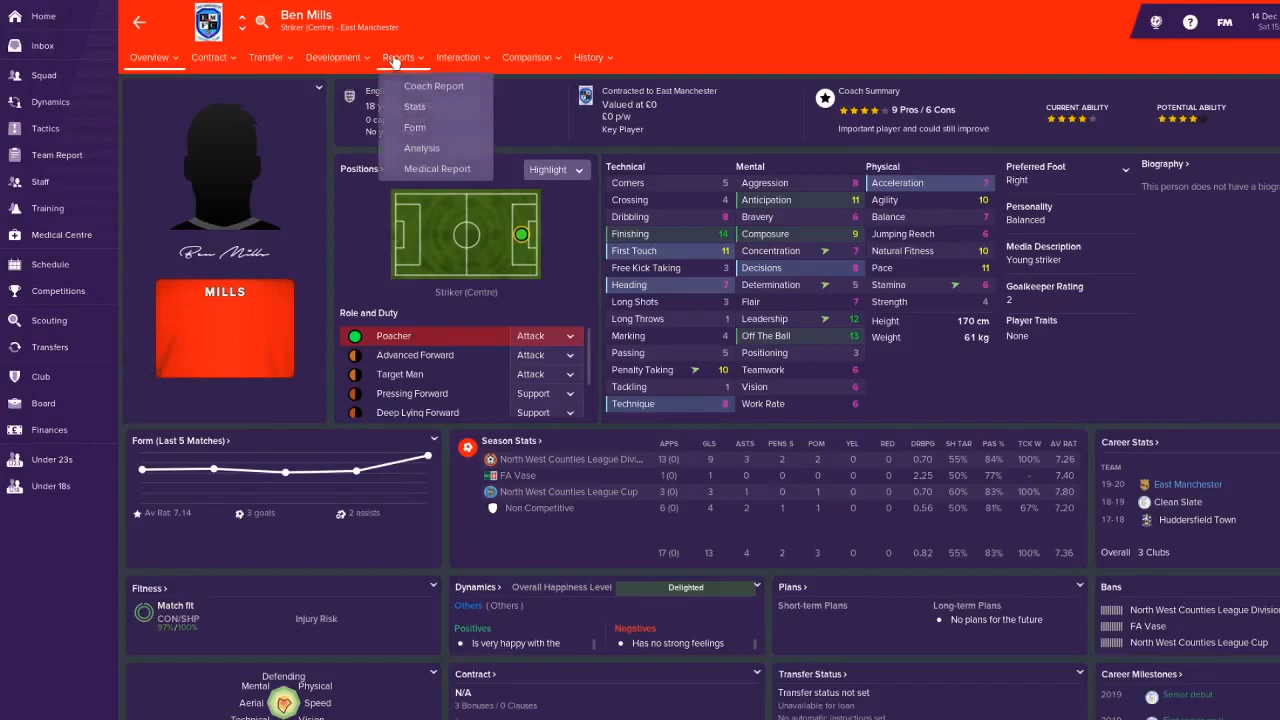 Home
Inbox
Squad
Dynamics
Tactics
Team Report
Staff
Training
Medical Centre
Schedule
Competitions
Scouting
Transfers
Club
Board
Finances
Under 23s
Under 18s
Ben Mills
Striker (Centre) - East Manchester
FM
14 Dec
Sat 15
Overview Contract Transfer Development Reports Interaction Comparison History
Coach Report
Stats
Form
Analysis
Medical Report
MILLS
Contracted to East Manchester
Valued at £0
£0 p/w
Key Player
Coach Summary
9 Pros / 6 Cons
Important player and could still improve
CURRENT ABILITY
POTENTIAL ABILITY
Positions
Highlight
Striker (Centre)
Role and Duty
Poacher Attack
Advanced Forward Attack
Target Man Attack
Pressing Forward Support
Deep Lying Forward Support
Technical
Corners 5
Crossing 4
Dribbling 8
Finishing 14
First Touch 11
Free Kick Taking 3
Heading 7
Long Shots 3
Long Throws 1
Marking 4
Passing 5
Penalty Taking 10
Tackling 1
Technique 8
Mental
Aggression 8
Anticipation 11
Bravery 6
Composure 9
Concentration 7
Decisions 8
Determination 5
Flair 7
Leadership 12
Off The Ball 13
Positioning 3
Teamwork 6
Vision 6
Work Rate 6
Physical
Acceleration 7
Agility 10
Balance 7
Jumping Reach 6
Natural Fitness 10
Pace 11
Stamina 6
Strength 4
Height 170 cm
Weight 61 kg
Preferred Foot
Right
Personality
Balanced
Media Description
Young striker
Goalkeeper Rating
2
Player Traits
None
Biography
This person does not have a biogra
Form (Last 5 Matches)
Av Rat: 7.14 3 goals 2 assists
Season Stats APPS GLS ASTS PENS S POM YEL RED DRBPG SH TAR PAS % TCK W AV RAT
North West Counties League Divi... 13 (0) 9 3 2 2 0 0 0.70 55% 84% 100% 7.26
FA Vase 1 (0) 1 0 0 0 0 0 2.25 50% 77% - 7.40
North West Counties League Cup 3 (0) 3 1 0 1 0 0 0.70 60% 83% 100% 7.80
Non Competitive 6 (0) 4 2 1 1 0 0 0.56 50% 81% 67% 7.20
17 (0) 13 4 2 3 0 0 0.82 55% 83% 100% 7.36
Career Stats
TEAM
19-20 East Manchester
18-19 Clean Slate
17-18 Huddersfield Town
Overall 3 Clubs
Fitness
Match fit
CON/SHP
97%/100%
Injury Risk
Dynamics Overall Happiness Level Delighted
Others ( Others )
Positives
Is very happy with the
Negatives
Has no strong feelings
Plans
Short-term Plans
Long-term Plans
No plans for the future
Bans
North West Counties League Division
FA Vase
North West Counties League Cup
Defending
Mental Physical
Aerial Speed
Technical Vision
Contract
N/A
3 Bonuses / 0 Clauses
Transfer Status
Transfer status not set
Unavailable for loan
No automatic instructions set
Career Milestones
2019 Senior debut
2019